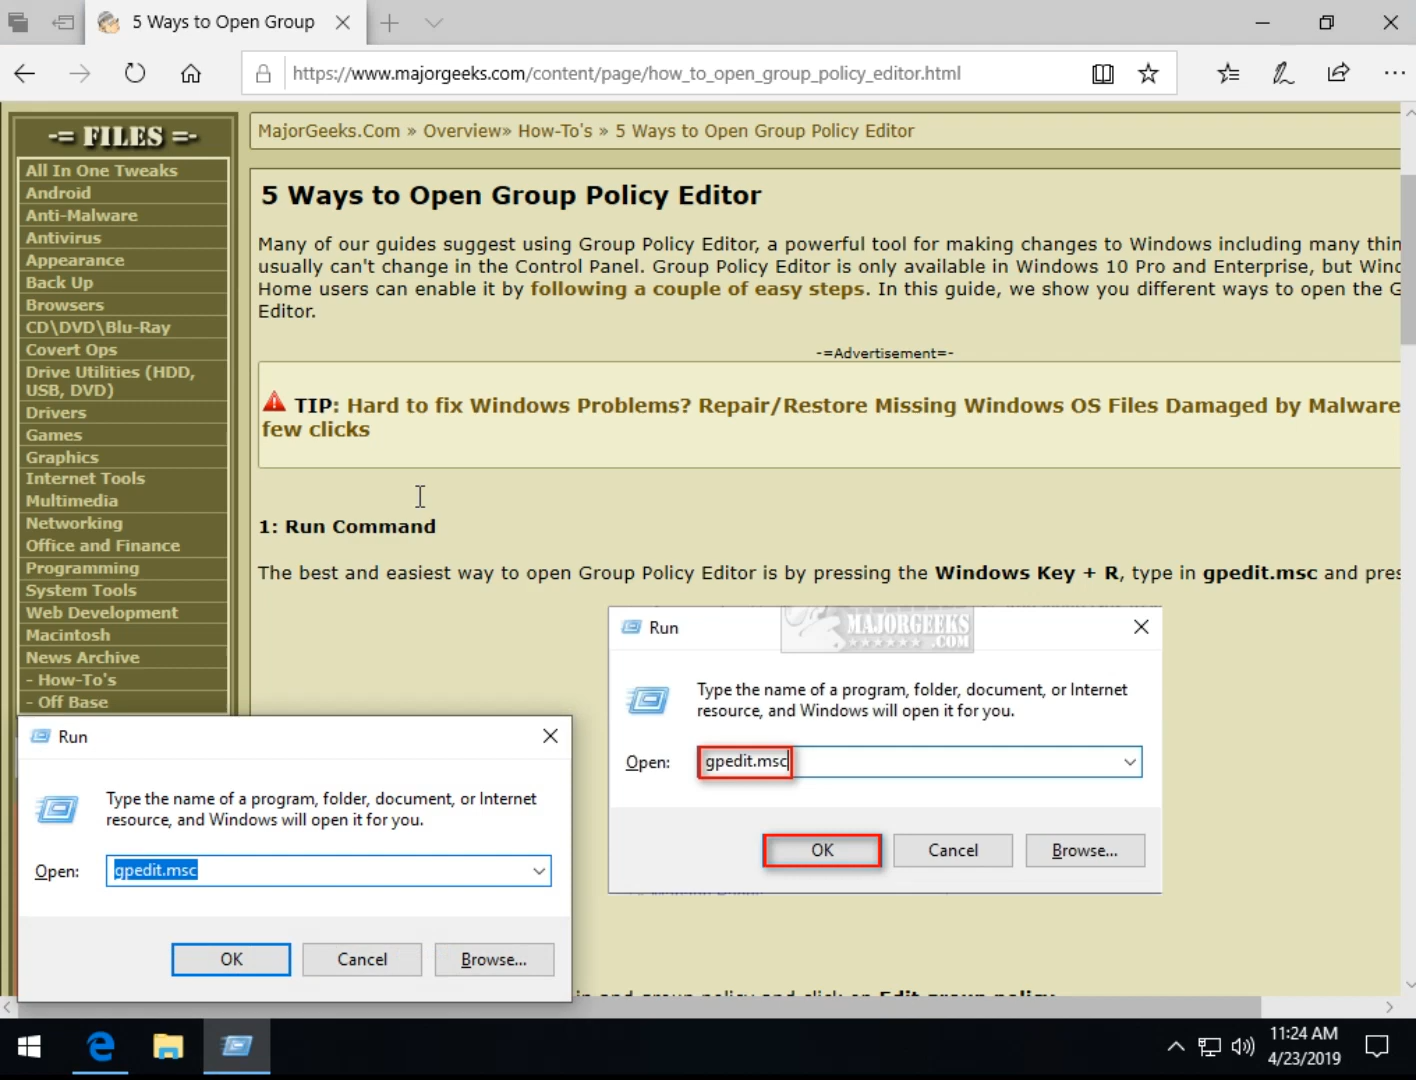 5 Ways to Open Group
https://www.majorgeeks.com/content/page/how_to_open_group_policy_editor.html
-= FILES =-
All In One Tweaks
Android
Anti-Malware
Antivirus
Appearance
Back Up
Browsers
CD\DVD\Blu-Ray
Covert Ops
Drive Utilities (HDD,
USB, DVD)
Drivers
Games
Graphics
Internet Tools
Multimedia
Networking
Office and Finance
Programming
System Tools
Web Development
Macintosh
News Archive
- How-To's
- Off Base
MajorGeeks.Com » Overview» How-To's » 5 Ways to Open Group Policy Editor
5 Ways to Open Group Policy Editor
Many of our guides suggest using Group Policy Editor, a powerful tool for making changes to Windows including many thin
usually can't change in the Control Panel. Group Policy Editor is only available in Windows 10 Pro and Enterprise, but Wind
Home users can enable it by following a couple of easy steps. In this guide, we show you different ways to open the G
Editor.
-=Advertisement=-
TIP: Hard to fix Windows Problems? Repair/Restore Missing Windows OS Files Damaged by Malware
few clicks
1: Run Command
The best and easiest way to open Group Policy Editor is by pressing the Windows Key + R, type in gpedit.msc and pres
Run
MAJORGEEKS
.COM
Type the name of a program, folder, document, or Internet
resource, and Windows will open it for you.
Open: gpedit.msc
OK Cancel Browse...
Run
Type the name of a program, folder, document, or Internet
resource, and Windows will open it for you.
Open: gpedit.msc
OK Cancel Browse...
in and group policy and click on Edit group policy
11:24 AM
4/23/2019